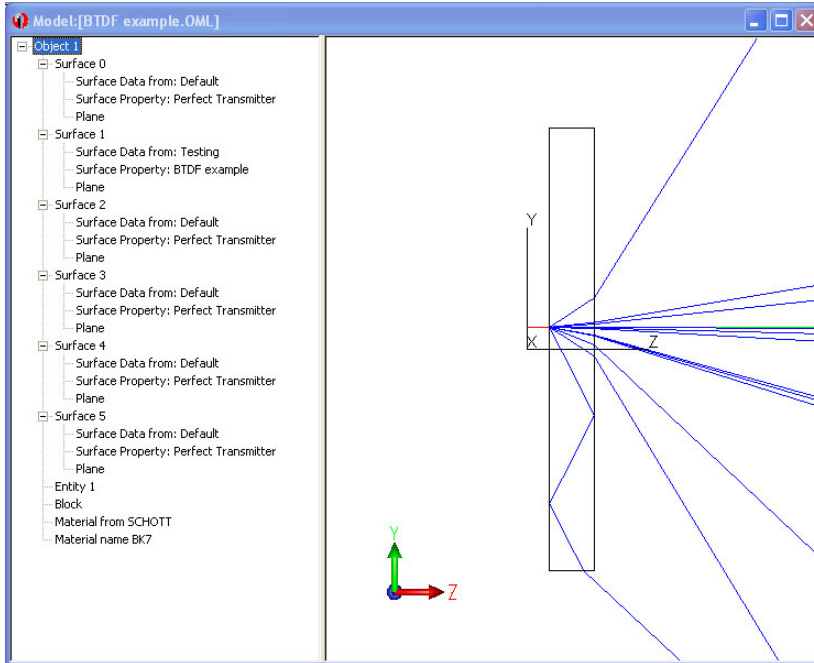 Model:[BTDF example.OML]
Object 1
Surface 0
Surface Data from: Default
Surface Property: Perfect Transmitter
Plane
Surface 1
Surface Data from: Testing
Surface Property: BTDF example
Plane
Surface 2
Surface Data from: Default
Surface Property: Perfect Transmitter
Plane
Surface 3
Surface Data from: Default
Surface Property: Perfect Transmitter
Plane
Surface 4
Surface Data from: Default
Surface Property: Perfect Transmitter
Plane
Surface 5
Surface Data from: Default
Surface Property: Perfect Transmitter
Plane
Entity 1
Block
Material from SCHOTT
Material name BK7
Y
X
Z
Y
Z